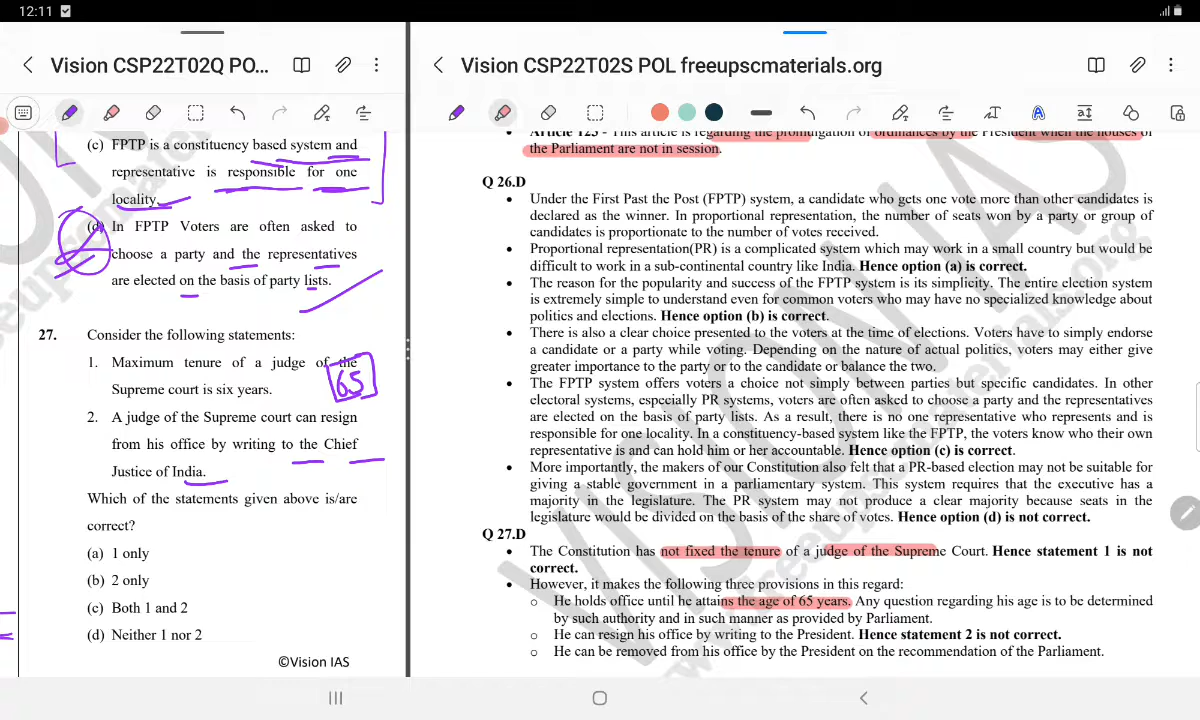 12:11
Vision CSP22T02Q PO...
(c) FPTP is a constituency based system and
representative is responsible for one
locality.
(d) In FPTP Voters are often asked to
choose a party and the representatives
are elected on the basis of party lists.
27. Consider the following statements:
1. Maximum tenure of a judge of the
Supreme court is six years.
65
2. A judge of the Supreme court can resign
from his office by writing to the Chief
Justice of India.
Which of the statements given above is/are
correct?
(a) 1 only
(b) 2 only
(c) Both 1 and 2
(d) Neither 1 nor 2
©Vision IAS
Vision CSP22T02S POL freeupscmaterials.org
• Article 123 - This article is regarding the promulgation of ordinances by the President when the houses of
the Parliament are not in session.
Q 26.D
• Under the First Past the Post (FPTP) system, a candidate who gets one vote more than other candidates is
declared as the winner. In proportional representation, the number of seats won by a party or group of
candidates is proportionate to the number of votes received.
• Proportional representation(PR) is a complicated system which may work in a small country but would be
difficult to work in a sub-continental country like India. Hence option (a) is correct.
• The reason for the popularity and success of the FPTP system is its simplicity. The entire election system
is extremely simple to understand even for common voters who may have no specialized knowledge about
politics and elections. Hence option (b) is correct.
• There is also a clear choice presented to the voters at the time of elections. Voters have to simply endorse
a candidate or a party while voting. Depending on the nature of actual politics, voters may either give
greater importance to the party or to the candidate or balance the two.
• The FPTP system offers voters a choice not simply between parties but specific candidates. In other
electoral systems, especially PR systems, voters are often asked to choose a party and the representatives
are elected on the basis of party lists. As a result, there is no one representative who represents and is
responsible for one locality. In a constituency-based system like the FPTP, the voters know who their own
representative is and can hold him or her accountable. Hence option (c) is correct.
• More importantly, the makers of our Constitution also felt that a PR-based election may not be suitable for
giving a stable government in a parliamentary system. This system requires that the executive has a
majority in the legislature. The PR system may not produce a clear majority because seats in the
legislature would be divided on the basis of the share of votes. Hence option (d) is not correct.
Q 27.D
• The Constitution has not fixed the tenure of a judge of the Supreme Court. Hence statement 1 is not
correct.
• However, it makes the following three provisions in this regard:
o He holds office until he attains the age of 65 years. Any question regarding his age is to be determined
by such authority and in such manner as provided by Parliament.
o He can resign his office by writing to the President. Hence statement 2 is not correct.
o He can be removed from his office by the President on the recommendation of the Parliament.